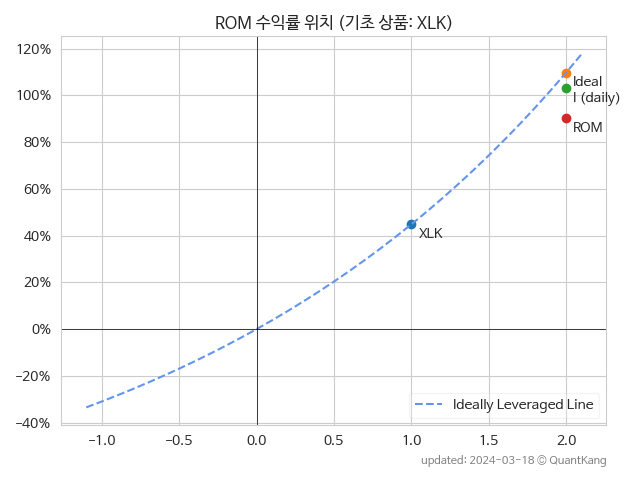 ROM 수익률 위치 (기초 상품: XLK)
120%
100%
80%
60%
40%
20%
0%
−20%
−40%
Ideal
I (daily)
ROM
XLK
Ideally Leveraged Line
−1.0 −0.5 0.0 0.5 1.0 1.5 2.0
updated: 2024-03-18 ⓒ QuantKang